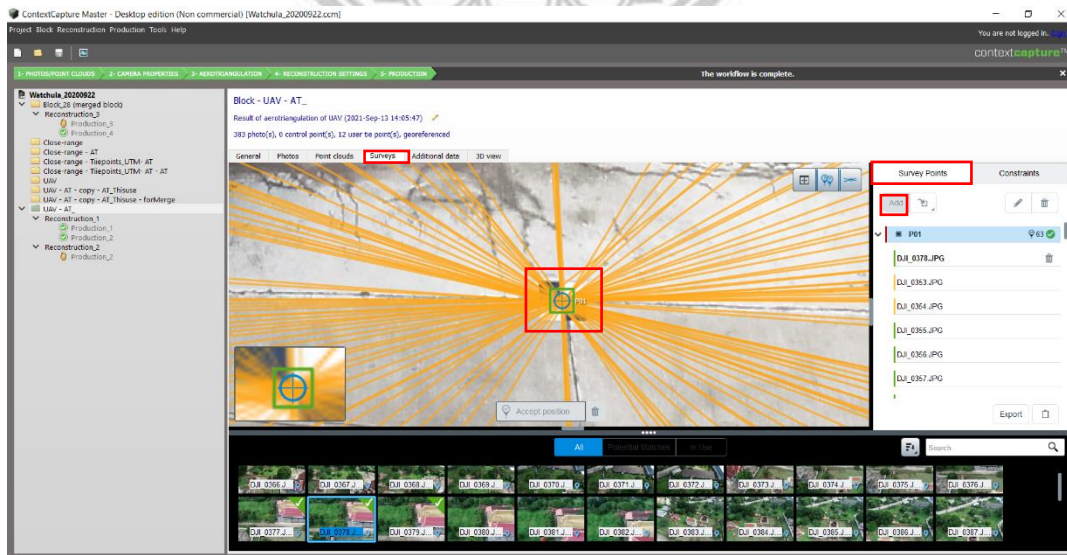 ContextCapture Master - Desktop edition (Non commercial) [Watchula_20200922.ccm]
Project Block Reconstruction Production Tools Help
You are not logged in.
contextcapture™
1- PHOTOS/POINT CLOUDS 2- CAMERA PROPERTIES 3- AEROTRIANGULATION 4- RECONSTRUCTION SETTINGS 5- PRODUCTION
The workflow is complete.
Watchula_20200922
Block_28 (merged block)
Reconstruction_3
Production_3
Production_4
Close-range
Close-range - AT
Close-range - Tiepoints_UTM- AT
Close-range - Tiepoints_UTM- AT - AT
UAV
UAV - AT - copy - AT_Thisuse
UAV - AT - copy - AT_Thisuse - forMerge
UAV - AT_
Reconstruction_1
Production_1
Production_2
Reconstruction_2
Production_2
Block - UAV - AT_
Result of aerotriangulation of UAV (2021-Sep-13 14:05:47)
383 photo(s), 0 control point(s), 12 user tie point(s), georeferenced
General Photos Point clouds Surveys Additional data 3D view
P01
Accept position
Survey Points Constraints
Add
P01 63
DJI_0378.JPG
DJI_0363.JPG
DJI_0364.JPG
DJI_0365.JPG
DJI_0366.JPG
DJI_0367.JPG
Export
All Potential Matches In Use
Search
DJI_0366.J... DJI_0367.J... DJI_0368.J... DJI_0369.J... DJI_0370.J... DJI_0371.J... DJI_0372.J... DJI_0373.J... DJI_0374.J... DJI_0375.J... DJI_0376.J...
DJI_0377.J... DJI_0378.J... DJI_0379.J... DJI_0380.J... DJI_0381.J... DJI_0382.J... DJI_0383.J... DJI_0384.J... DJI_0385.J... DJI_0386.J... DJI_0387.J...